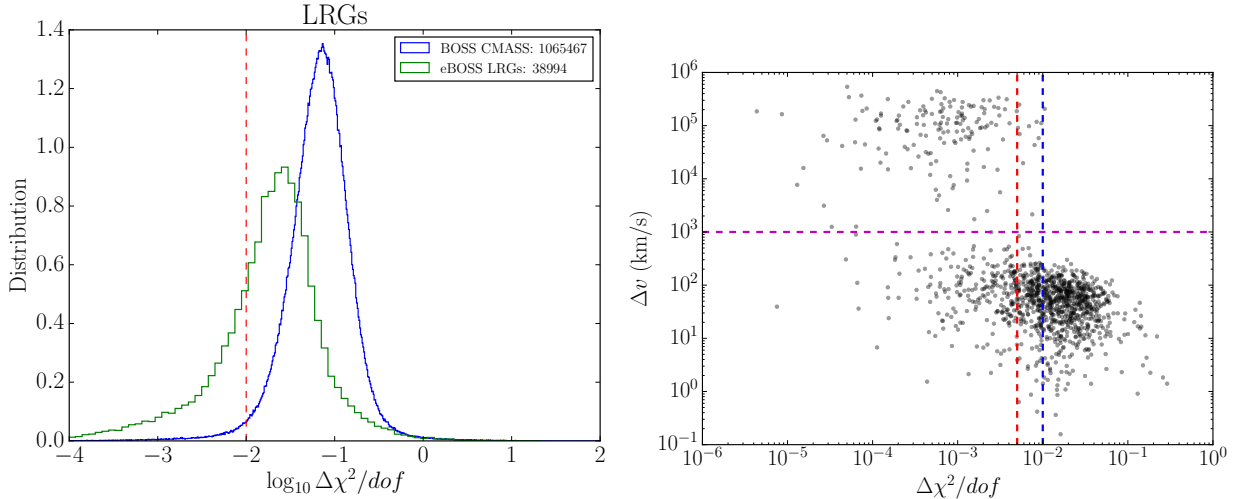 LRGs
BOSS CMASS: 1065467
eBOSS LRGs: 38994
Distribution
1.4
1.2
1.0
0.8
0.6
0.4
0.2
0.0
−4 −3 −2 −1 0 1 2
log₁₀ Δχ²/dof
Δv (km/s)
10⁶
10⁵
10⁴
10³
10²
10¹
10⁰
10⁻¹
10⁻⁶ 10⁻⁵ 10⁻⁴ 10⁻³ 10⁻² 10⁻¹ 10⁰
Δχ²/dof